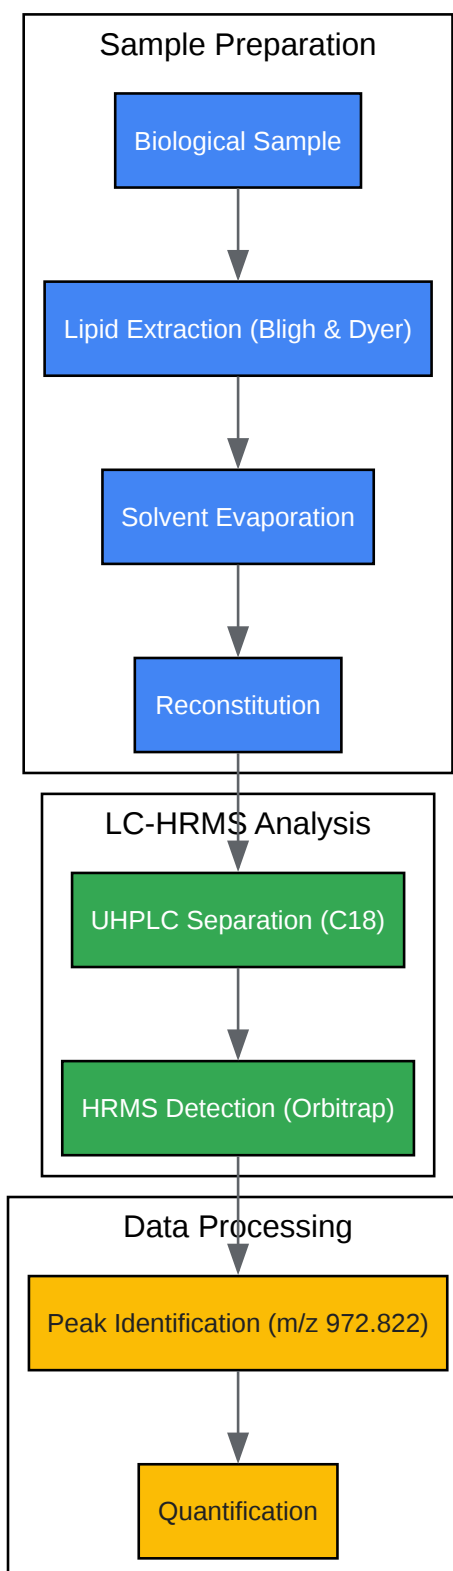 Sample Preparation
Biological Sample
Lipid Extraction (Bligh & Dyer)
Solvent Evaporation
Reconstitution
LC-HRMS Analysis
UHPLC Separation (C18)
HRMS Detection (Orbitrap)
Data Processing
Peak Identification (m/z 972.822)
Quantification